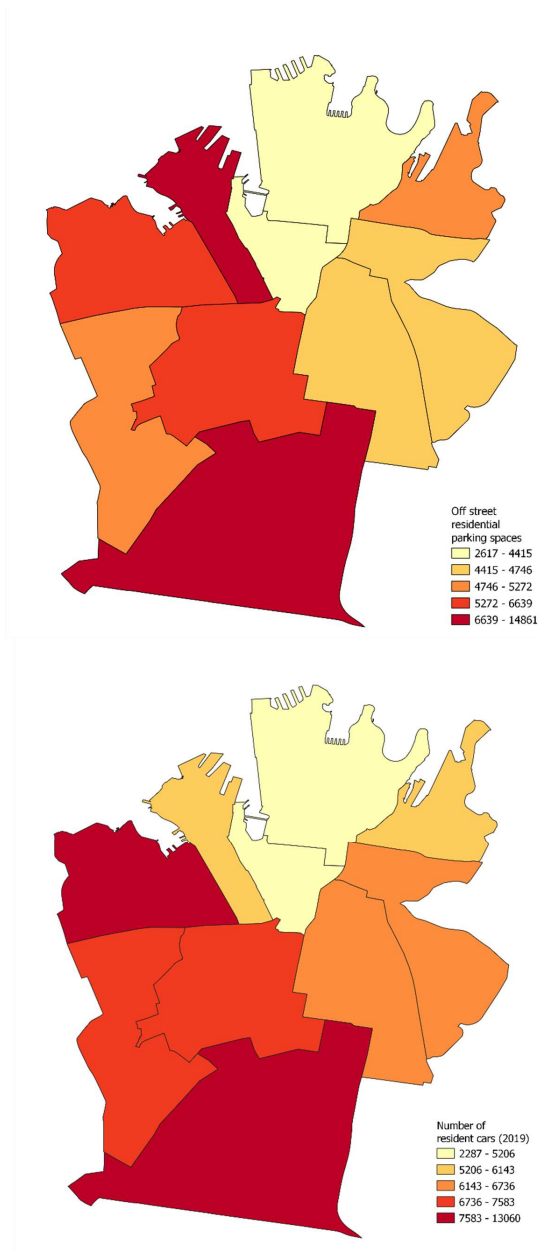 Off street
residential
parking spaces
2617 - 4415
4415 - 4746
4746 - 5272
5272 - 6639
6639 - 14861
Number of
resident cars (2019)
2287 - 5206
5206 - 6143
6143 - 6736
6736 - 7583
7583 - 13060